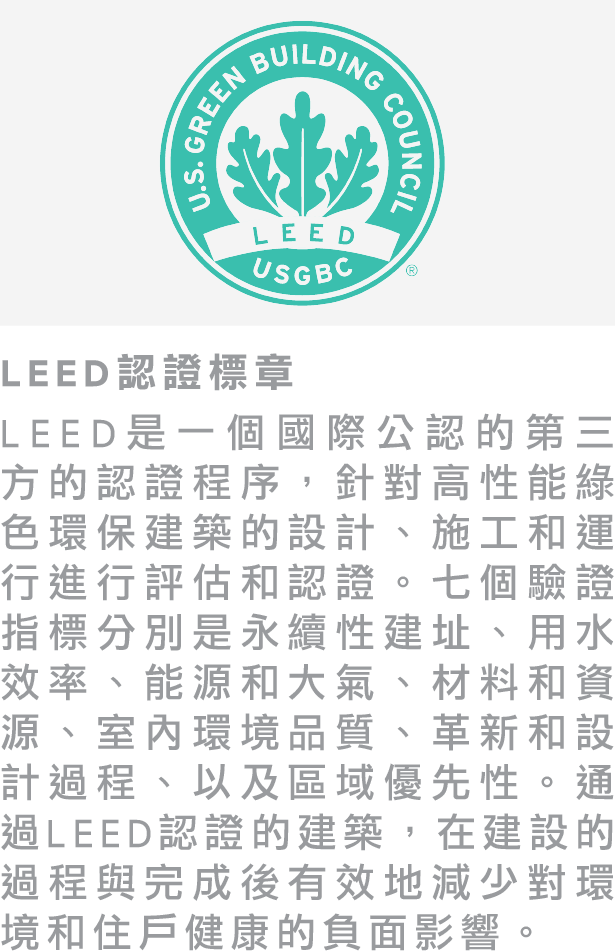 U.S. GREEN BUILDING COUNCIL
LEED
USGBC
®
LEED認證標章
LEED是一個國際公認的第三
方的認證程序，針對高性能綠
色環保建築的設計、施工和運
行進行評估和認證。七個驗證
指標分別是永續性建址、用水
效率、能源和大氣、材料和資
源、室內環境品質、革新和設
計過程、以及區域優先性。通
過LEED認證的建築，在建設的
過程與完成後有效地減少對環
境和住戶健康的負面影響。